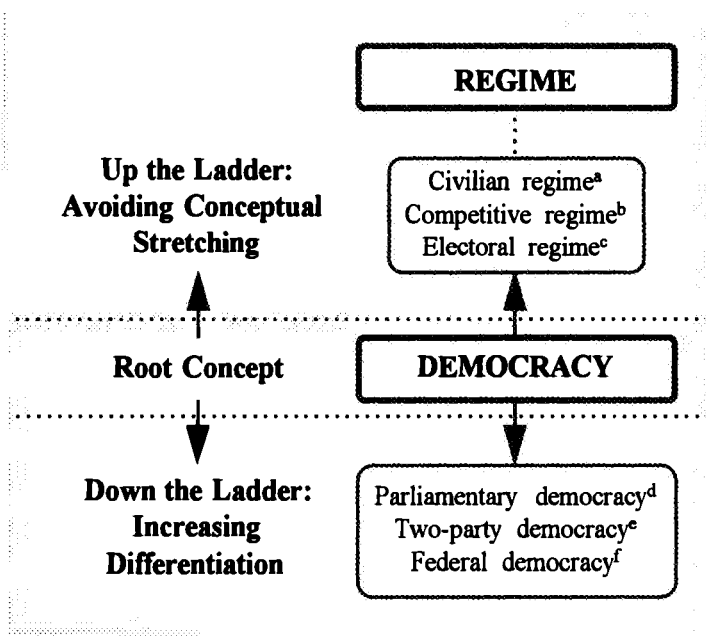 REGIME
Up the Ladder:
Avoiding Conceptual
Stretching
Civilian regimeᵃ
Competitive regimeᵇ
Electoral regimeᶜ
Root Concept
DEMOCRACY
Down the Ladder:
Increasing
Differentiation
Parliamentary democracyᵈ
Two-party democracyᵉ
Federal democracyᶠ